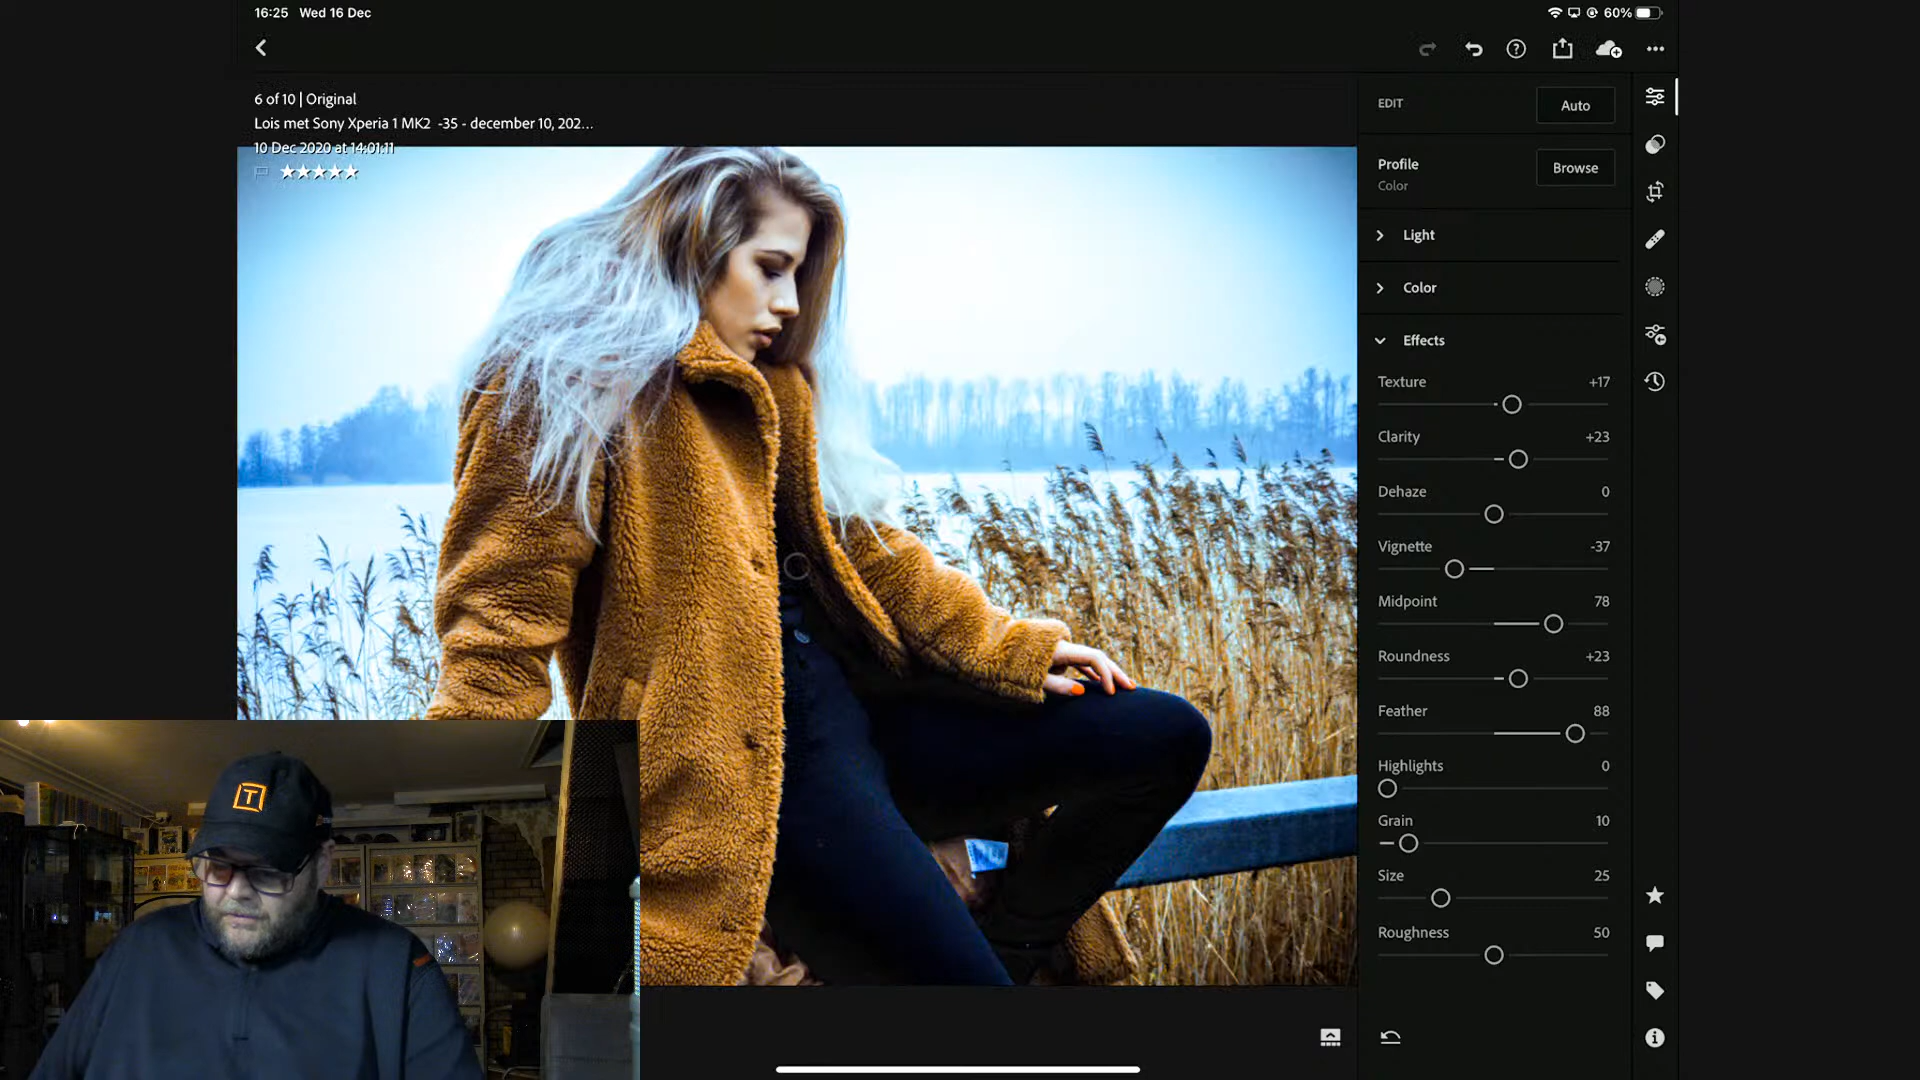 16:25 Wed 16 Dec
60%
6 of 10 | Original
Lois met Sony Xperia 1 MK2 -35 - december 10, 202...
10 Dec 2020 at 14:01:11
EDIT
Auto
Profile
Color
Browse
Light
Color
Effects
Texture +17
Clarity +23
Dehaze 0
Vignette -37
Midpoint 78
Roundness +23
Feather 88
Highlights 0
Grain 10
Size 25
Roughness 50
T